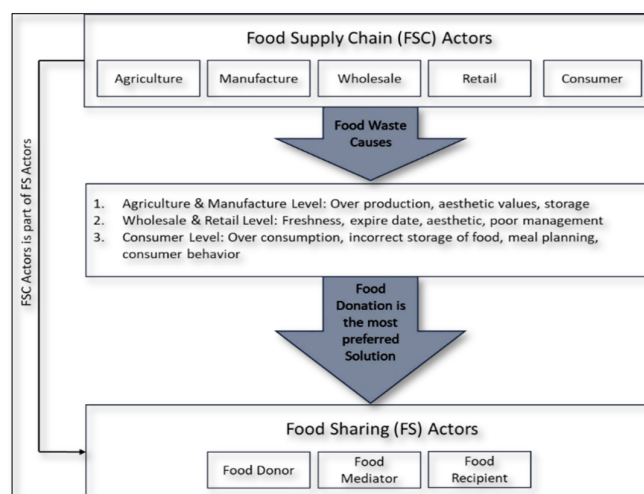 Food Supply Chain (FSC) Actors
Agriculture
Manufacture
Wholesale
Retail
Consumer
Food Waste
Causes
1. Agriculture & Manufacture Level: Over production, aesthetic values, storage
2. Wholesale & Retail Level: Freshness, expire date, aesthetic, poor management
3. Consumer Level: Over consumption, incorrect storage of food, meal planning,
consumer behavior
FSC Actors is part of FS Actors
Food
Donation is
the most
preferred
Solution
Food Sharing (FS) Actors
Food Donor
Food
Mediator
Food
Recipient